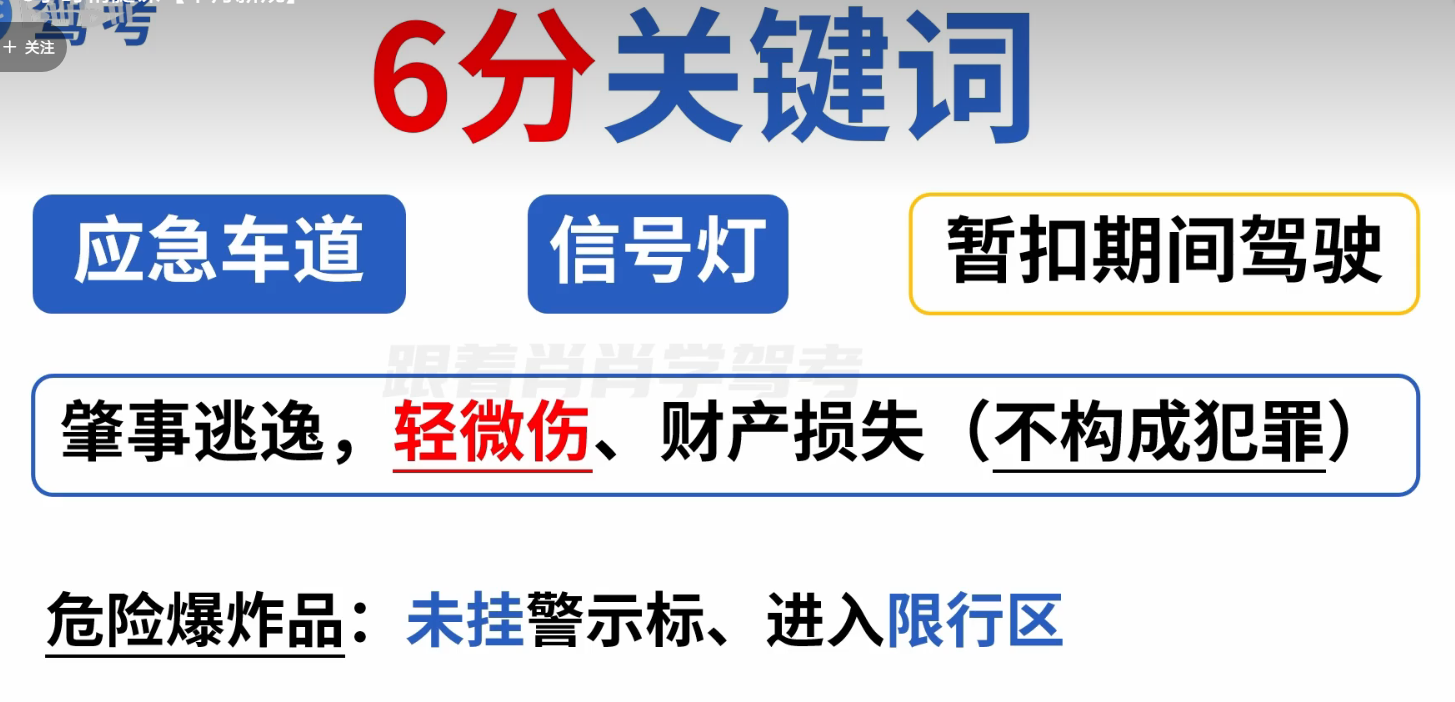 驾考
+ 关注
6分关键词
应急车道 信号灯 暂扣期间驾驶
跟着肖肖学驾考
肇事逃逸，轻微伤、财产损失（不构成犯罪）
危险爆炸品：未挂警示标、进入限行区